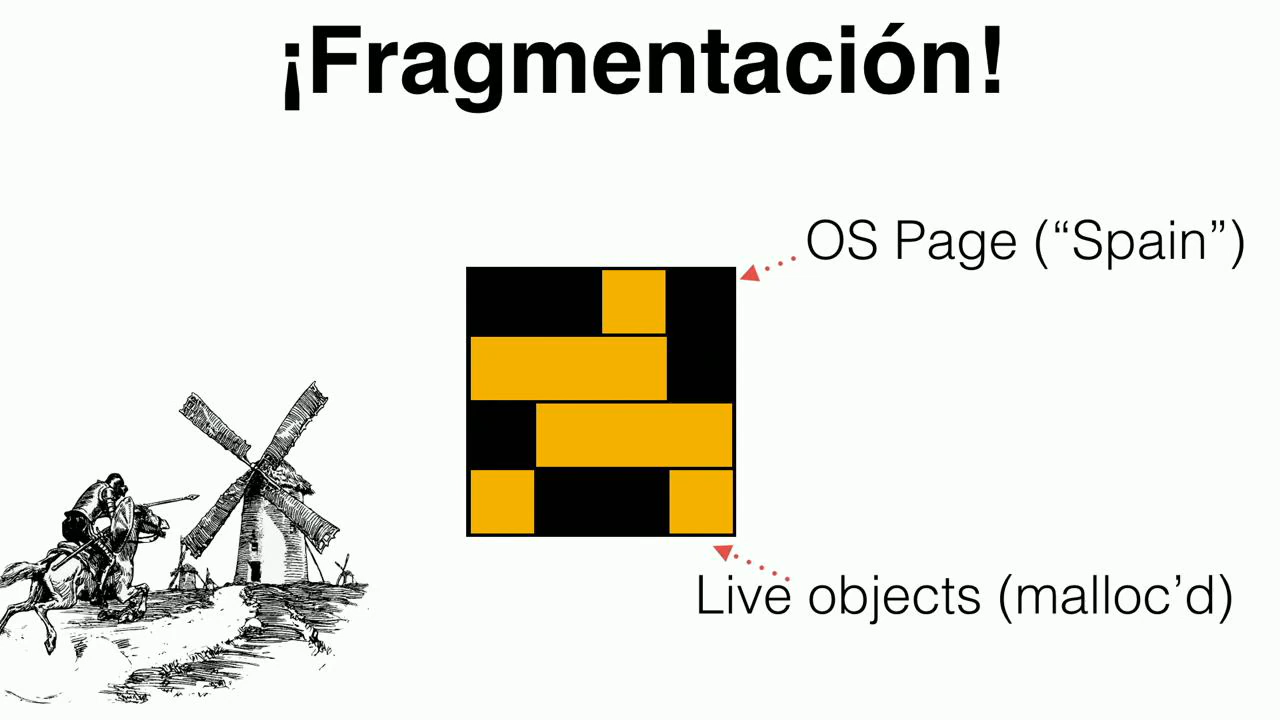 ¡Fragmentación!
OS Page (“Spain”)
Live objects (malloc’d)